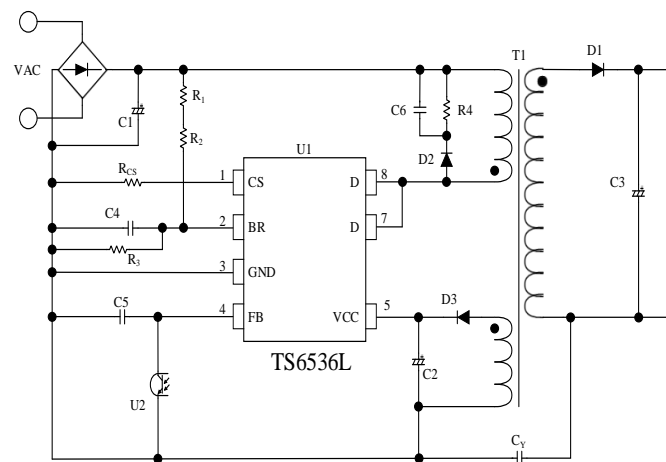 T1
D1
VAC
R1
C6
R4
C1
R2
U1
D2
RCS
1
CS
D
8
C3
C4
2
BR
D
7
R3
3
GND
C5
4
FB
VCC
5
D3
TS6536L
C2
U2
CY